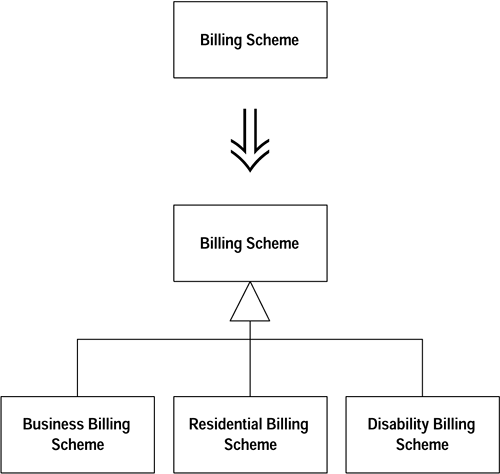 Billing Scheme
Billing Scheme
Business Billing
Scheme
Residential Billing
Scheme
Disability Billing
Scheme